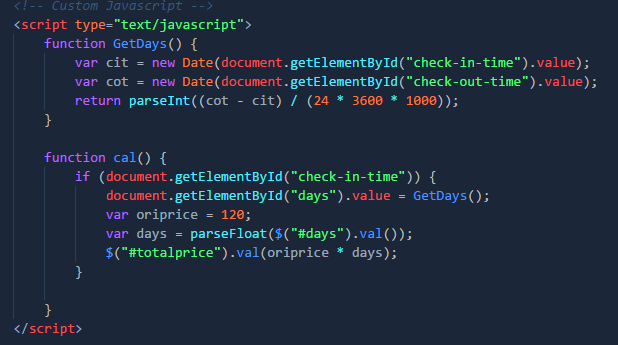 <!-- Custom Javascript -->
<script type="text/javascript">
function GetDays() {
var cit = new Date(document.getElementById("check-in-time").value);
var cot = new Date(document.getElementById("check-out-time").value);
return parseInt((cot - cit) / (24 * 3600 * 1000));
}
function cal() {
if (document.getElementById("check-in-time")) {
document.getElementById("days").value = GetDays();
var oriprice = 120;
var days = parseFloat($("#days").val());
$("#totalprice").val(oriprice * days);
}
}
</script>